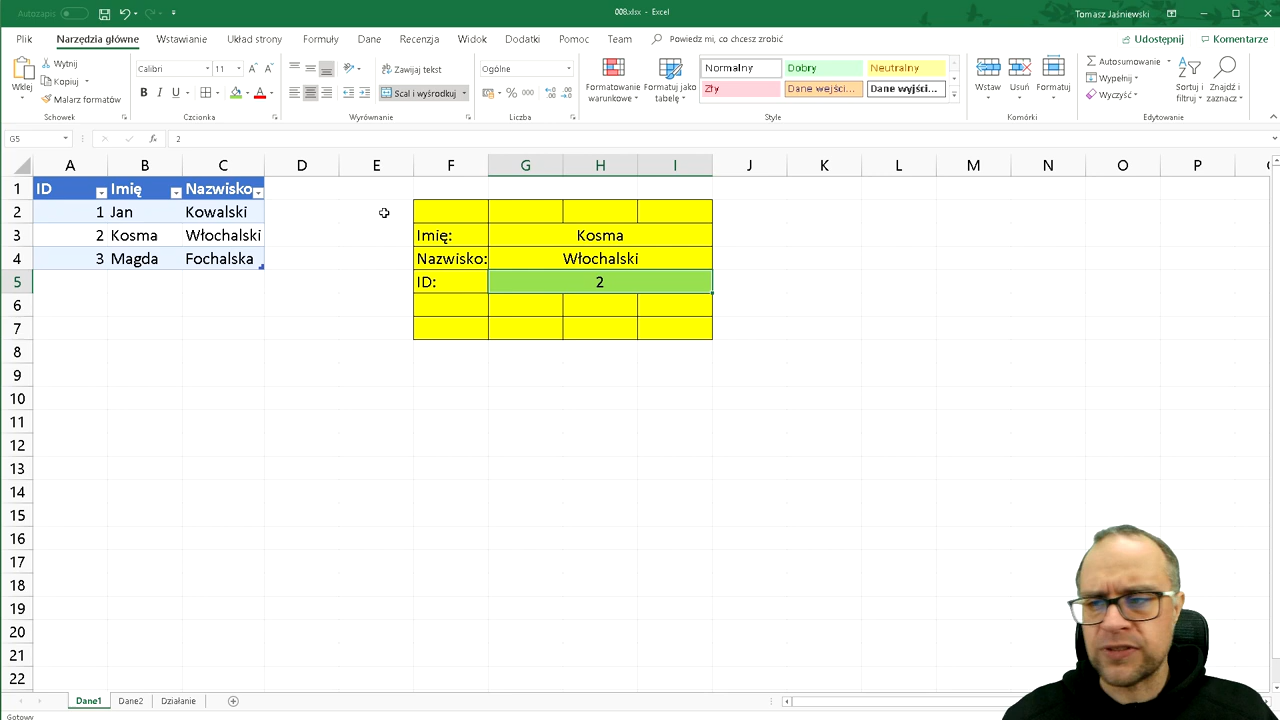 Autozapis
008.xlsx - Excel
Tomasz Jaśniewski
Plik Narzędzia główne Wstawianie Układ strony Formuły Dane Recenzja Widok Dodatki Pomoc Team Powiedz mi, co chcesz zrobić Udostępnij Komentarze
Wklej
Wytnij
Kopiuj
Malarz formatów
Schowek
Calibri 11
B I U
Czcionka
Zawijaj tekst
Scal i wyśrodkuj
Wyrównanie
Ogólne
% 000
Liczba
Formatowanie warunkowe
Formatuj jako tabelę
Normalny Dobry Neutralny
Zły Dane wejści... Dane wyjści...
Style
Wstaw Usuń Formatuj
Komórki
Autosumowanie
Wypełnij
Wyczyść
Sortuj i filtruj
Znajdź i zaznacz
Edytowanie
G5 fx 2
A B C D E F G H I J K L M N O P
1 ID Imię Nazwisko
2 1 Jan Kowalski
3 2 Kosma Włochalski Imię: Kosma
4 3 Magda Fochalska Nazwisko: Włochalski
5 ID: 2
6
7
8
9
10
11
12
13
14
15
16
17
18
19
20
21
22
Dane1 Dane2 Działanie
Gotowy